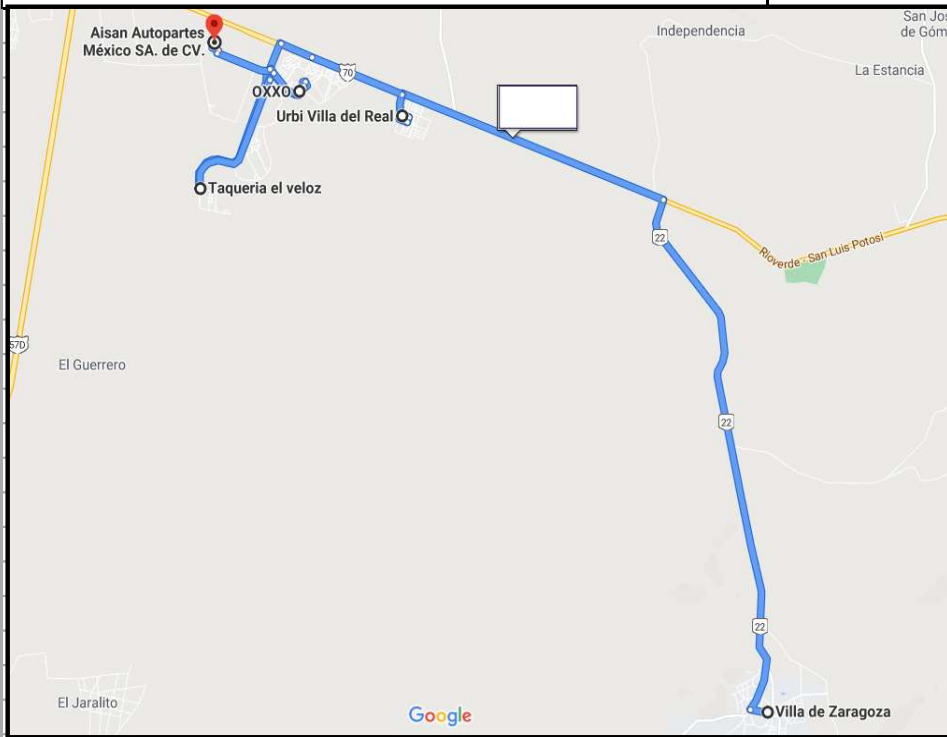 San Jos
de Góm
Independencia
Aisan Autopartes
México SA. de CV.
70
La Estancia
OXXO
Urbi Villa del Real
Taqueria el veloz
22
Rioverde - San Luis Potosí
57D
El Guerrero
22
22
El Jaralito
Google
Villa de Zaragoza